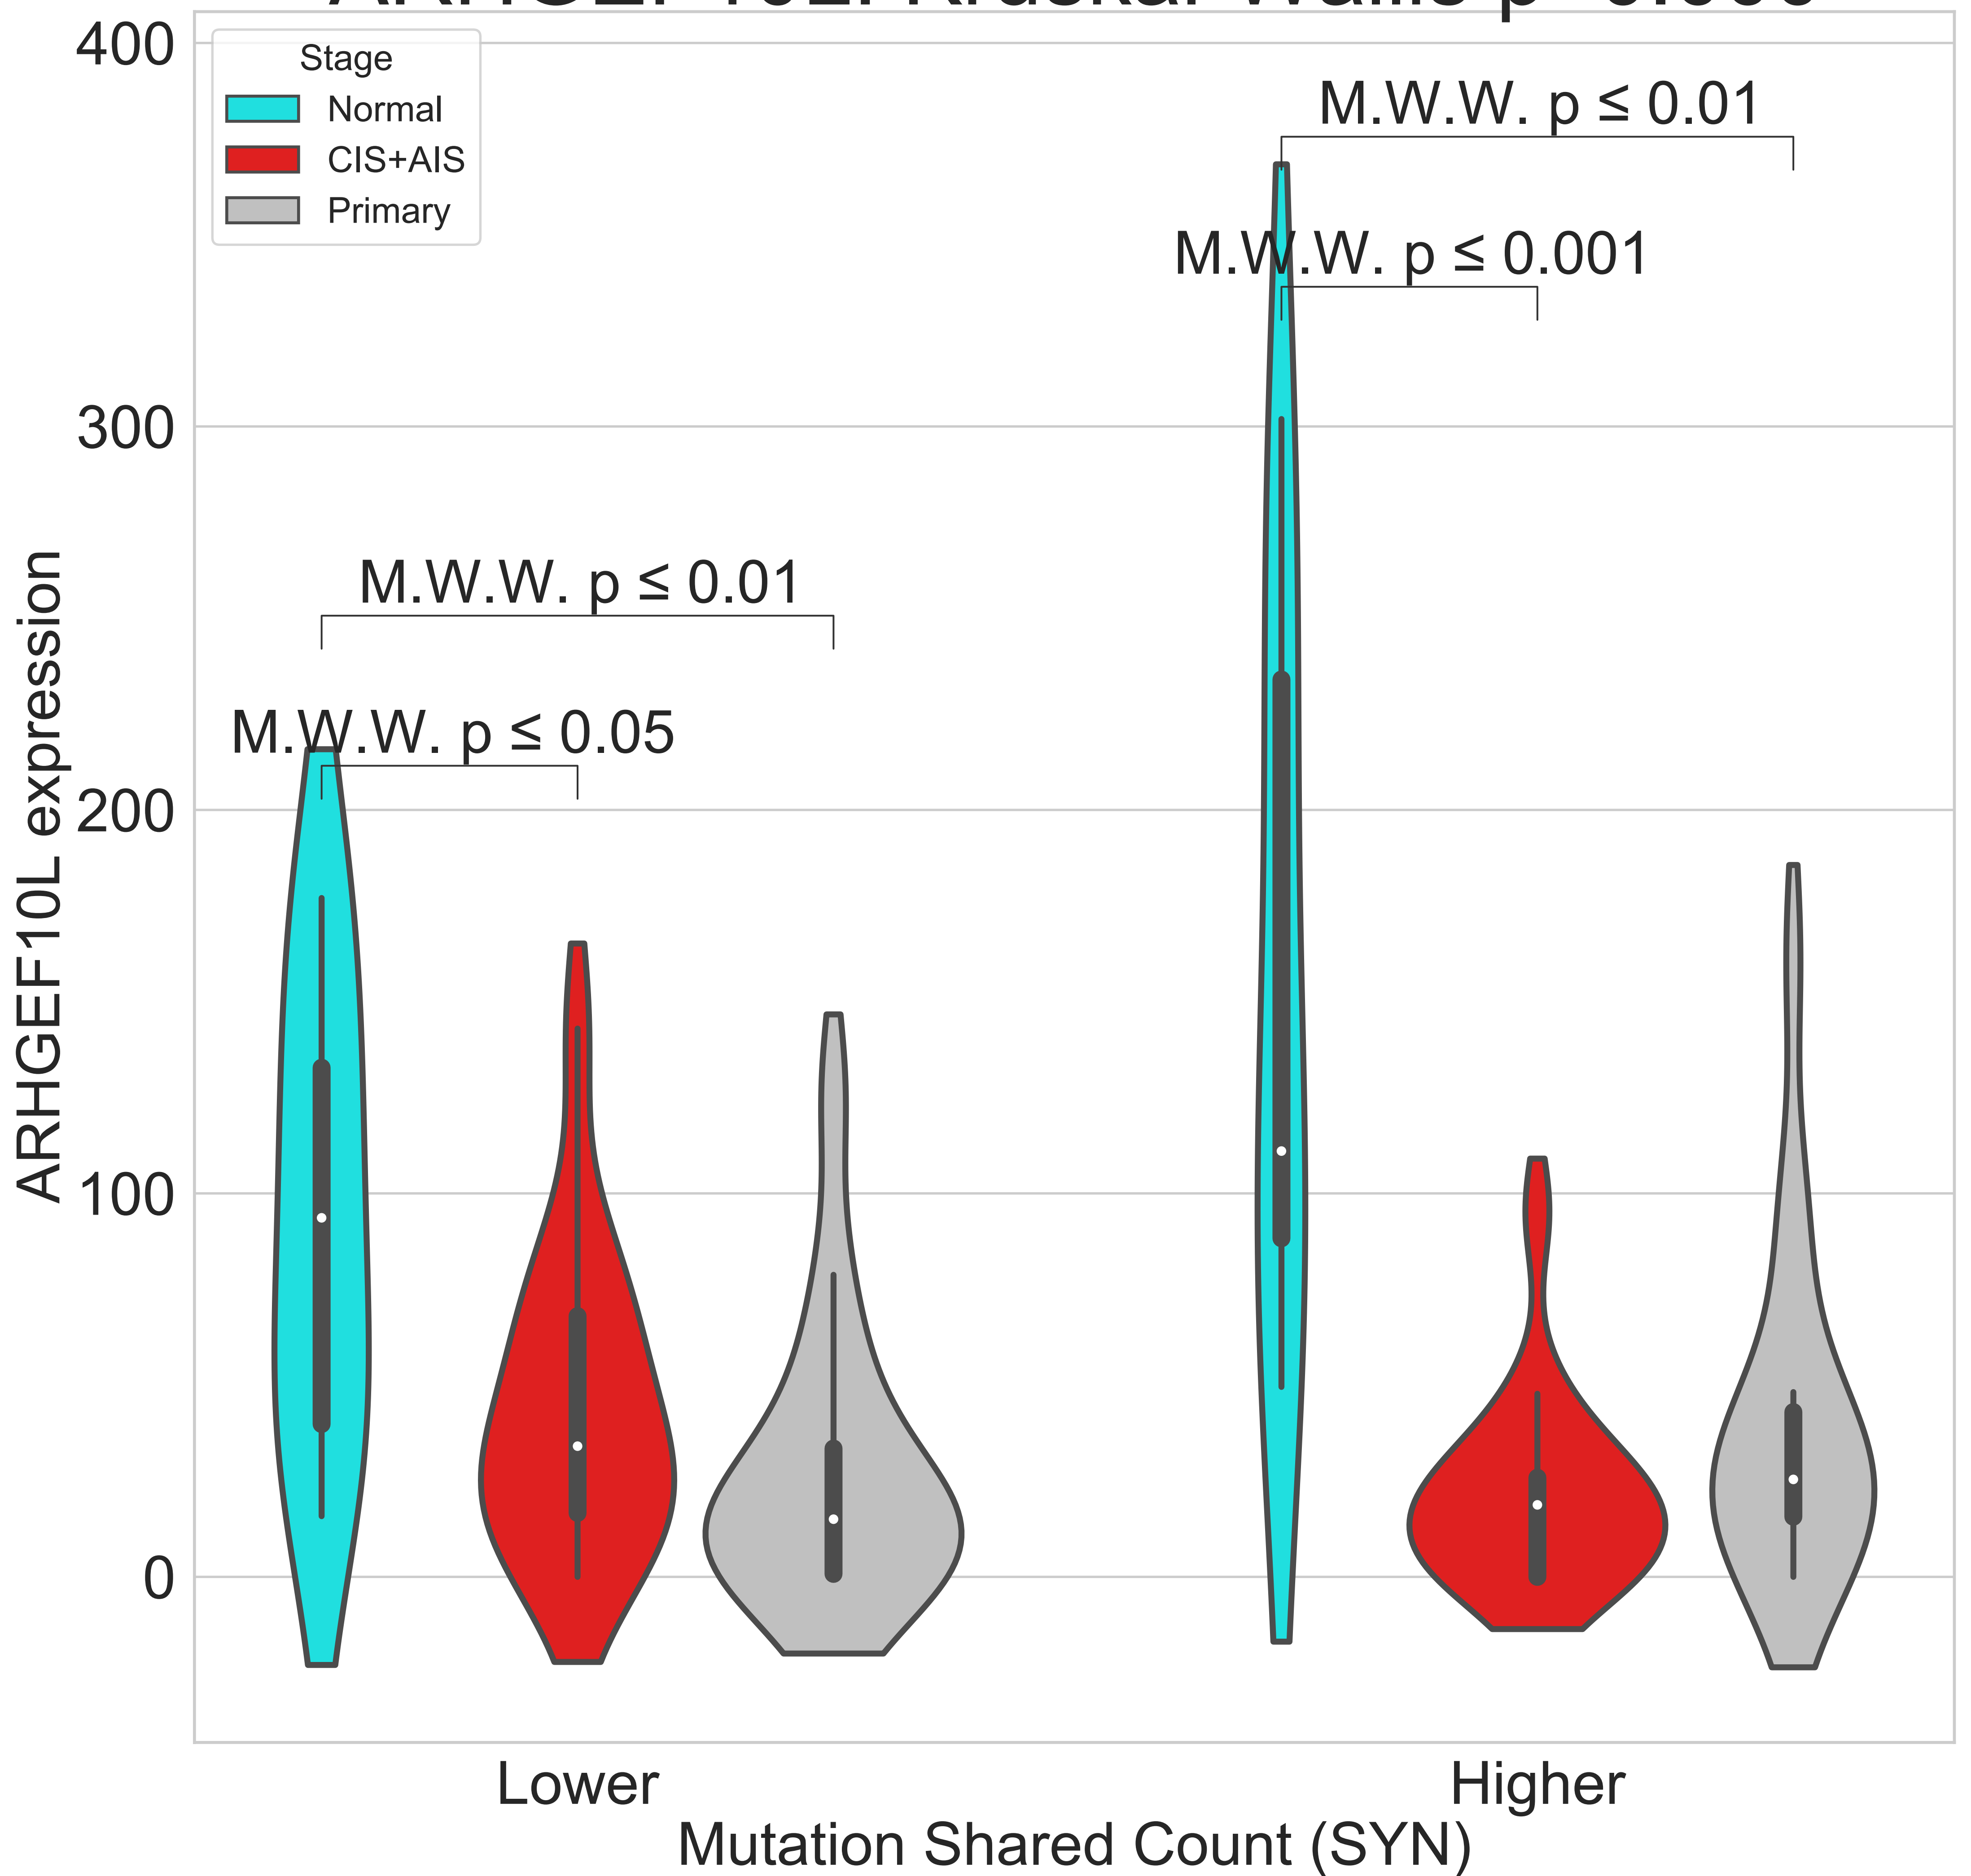 400
Stage
Normal
CIS+AIS
Primary
M.W.W. p ≤ 0.01
M.W.W. p ≤ 0.001
300
M.W.W. p ≤ 0.01
M.W.W. p ≤ 0.05
200
100
0
ARHGEF10L expression
Lower
Higher
Mutation Shared Count (SYN)